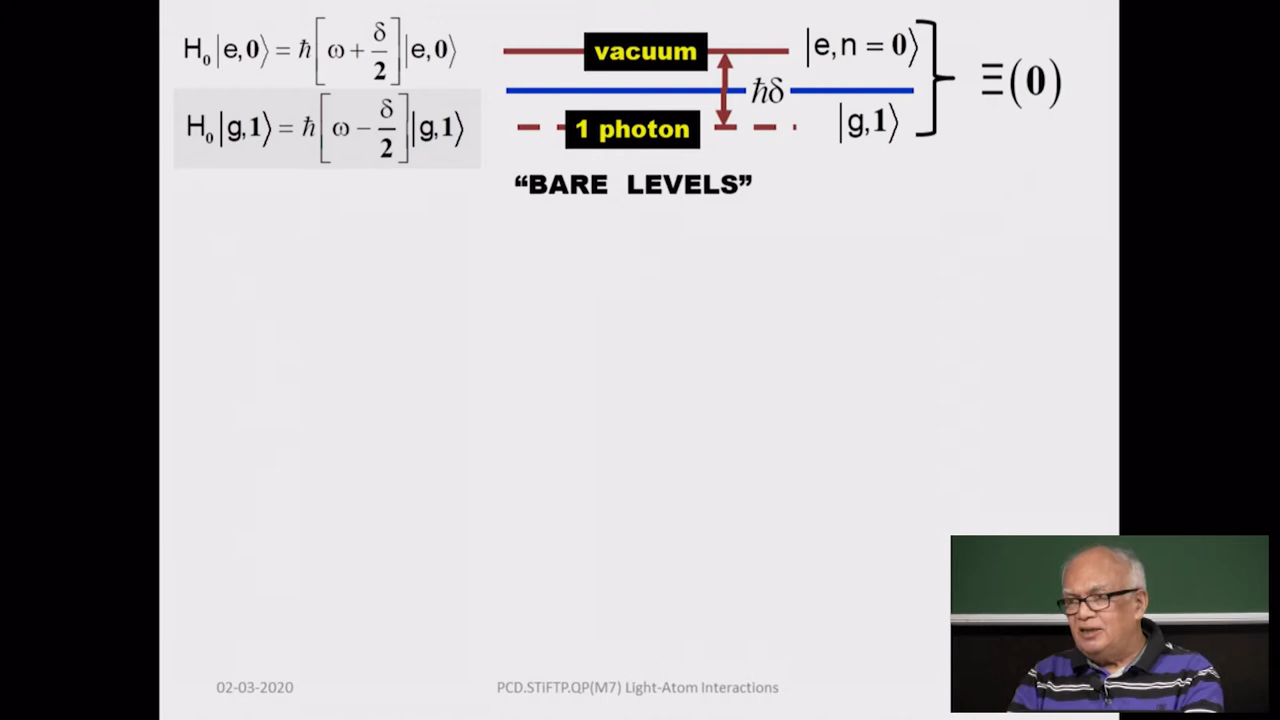 H₀|e,0⟩ = ħ[ω + δ/2]|e,0⟩
H₀|g,1⟩ = ħ[ω − δ/2]|g,1⟩
vacuum
|e,n = 0⟩
ħδ
1 photon
|g,1⟩
Ξ(0)
“BARE LEVELS”
02-03-2020
PCD.STiFTP.QP(M7) Light-Atom Interactions